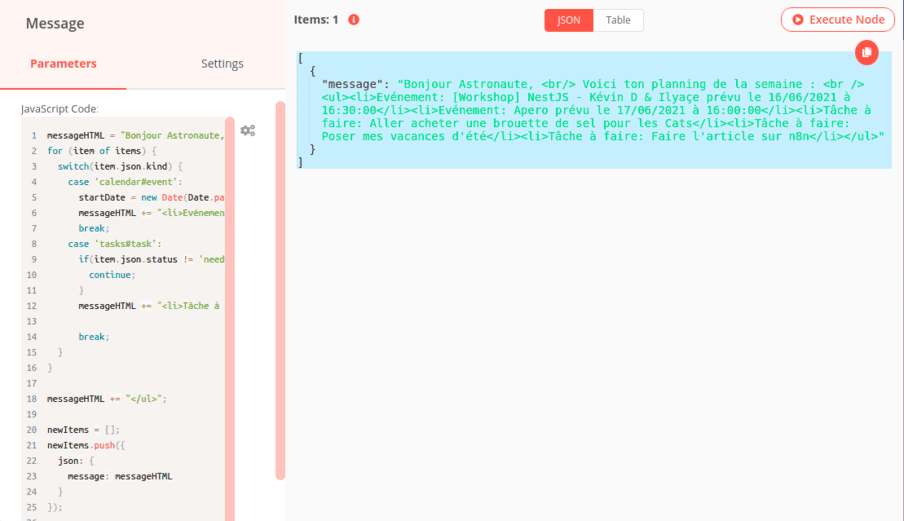 Message
Parameters
Settings
JavaScript Code:
1 messageHTML = "Bonjour Astronaute,
2 for (item of items) {
3 switch(item.json.kind) {
4 case 'calendar#event':
5 startDate = new Date(Date.pa
6 messageHTML += "<li>Evénemen
7 break;
8 case 'tasks#task':
9 if(item.json.status != 'need
10 continue;
11 }
12 messageHTML += "<li>Tâche à
13
14 break;
15 }
16 }
17
18 messageHTML += "</ul>";
19
20 newItems = [];
21 newItems.push({
22 json: {
23 message: messageHTML
24 }
25 });
Items: 1
JSON
Table
Execute Node
[
{
"message": "Bonjour Astronaute, <br/> Voici ton planning de la semaine : <br />
<ul><li>Evénement: [Workshop] NestJS - Kévin D & Ilyaçe prévu le 16/06/2021 à
16:30:00</li><li>Evénement: Apero prévu le 17/06/2021 à 16:00:00</li><li>Tâche à
faire: Aller acheter une brouette de sel pour les Cats</li><li>Tâche à faire:
Poser mes vacances d'été</li><li>Tâche à faire: Faire l'article sur n8n</li></ul>"
}
]